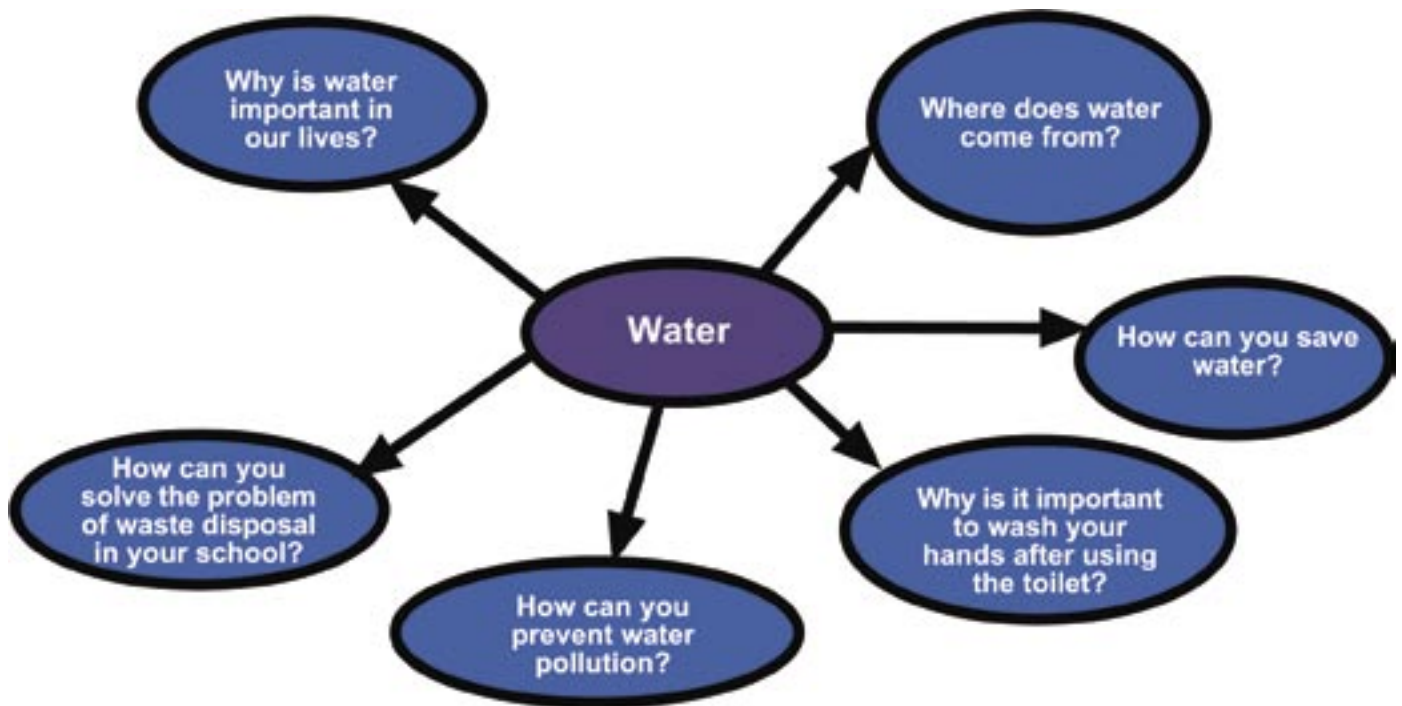 Why is water
important in
our lives?
Where does water
come from?
Water
How can you save
water?
How can you
solve the problem
of waste disposal
in your school?
Why is it important
to wash your
hands after using
the toilet?
How can you
prevent water
pollution?